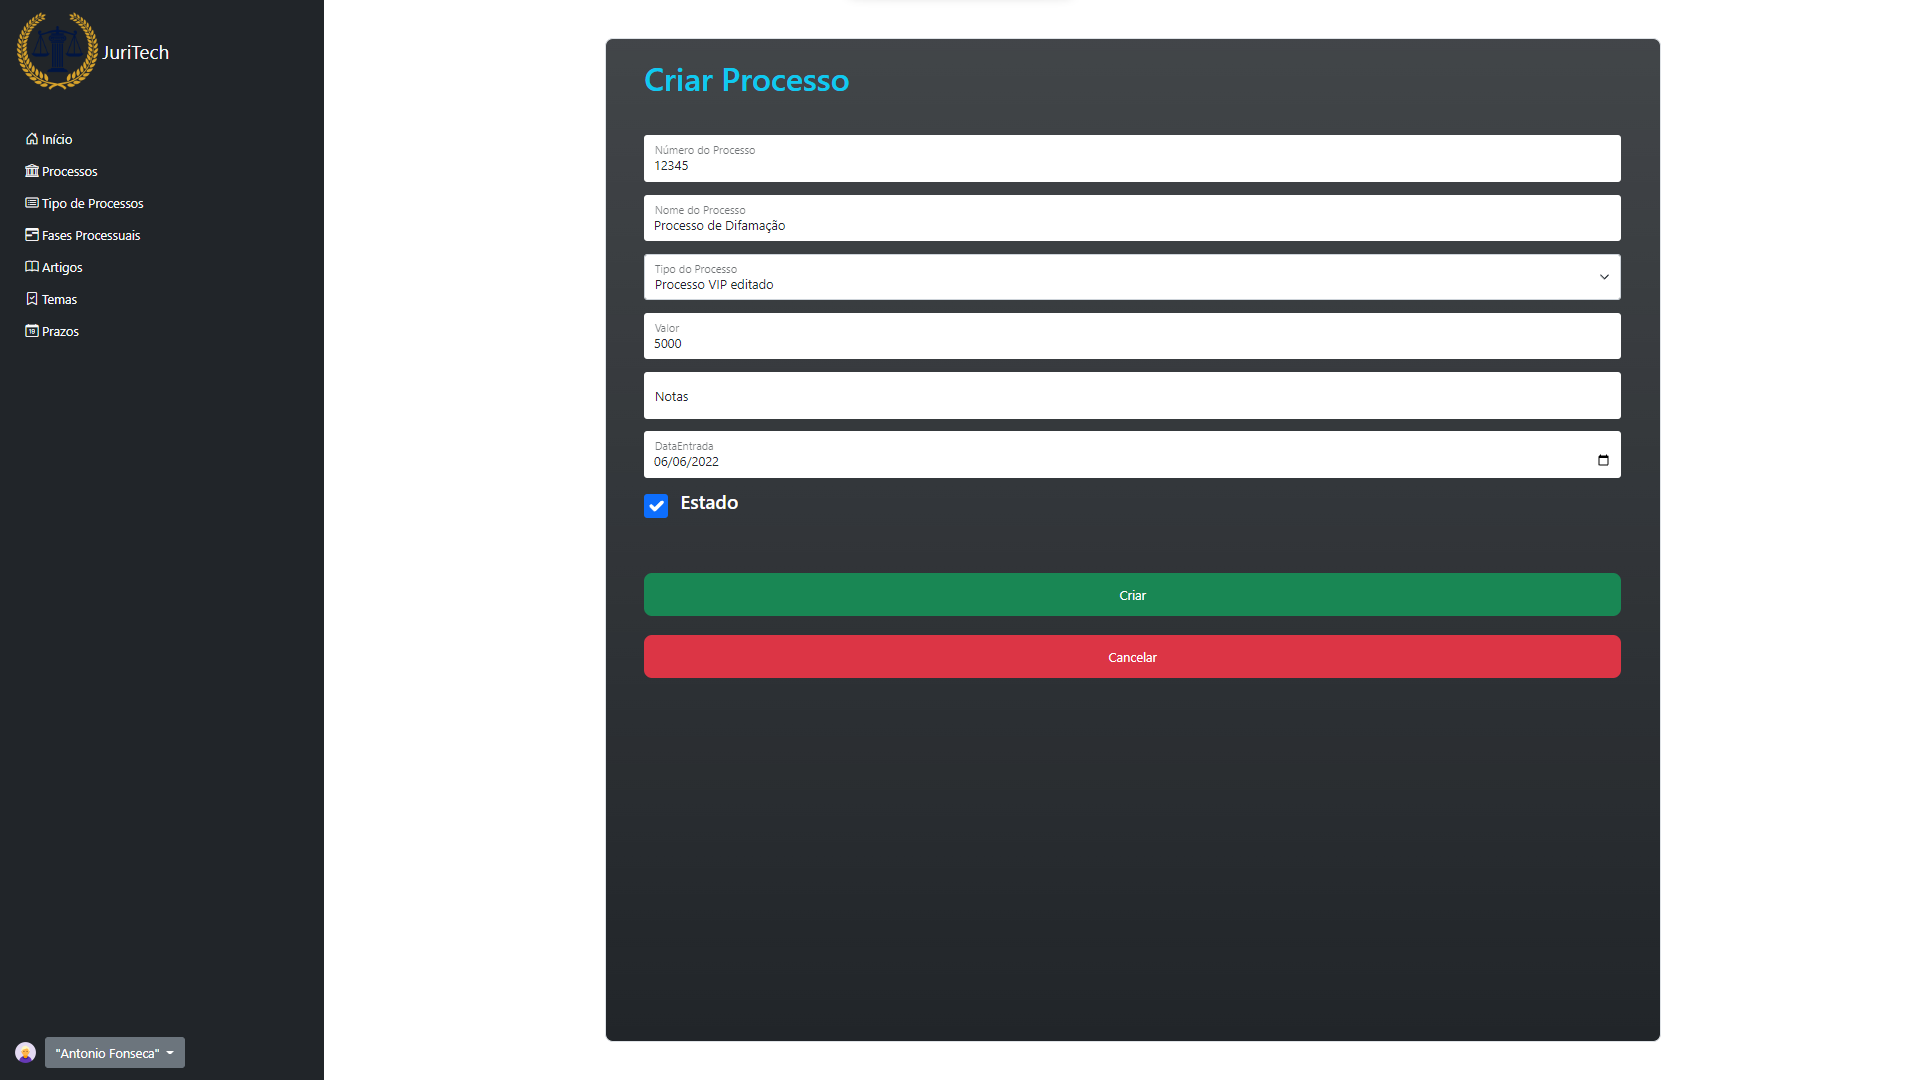 JuriTech
Início
Processos
Tipo de Processos
Fases Processuais
Artigos
Temas
19 Prazos
"Antonio Fonseca"
Criar Processo
Número do Processo
12345
Nome do Processo
Processo de Difamação
Tipo do Processo
Processo VIP editado
Valor
5000
Notas
DataEntrada
06/06/2022
Estado
Criar
Cancelar